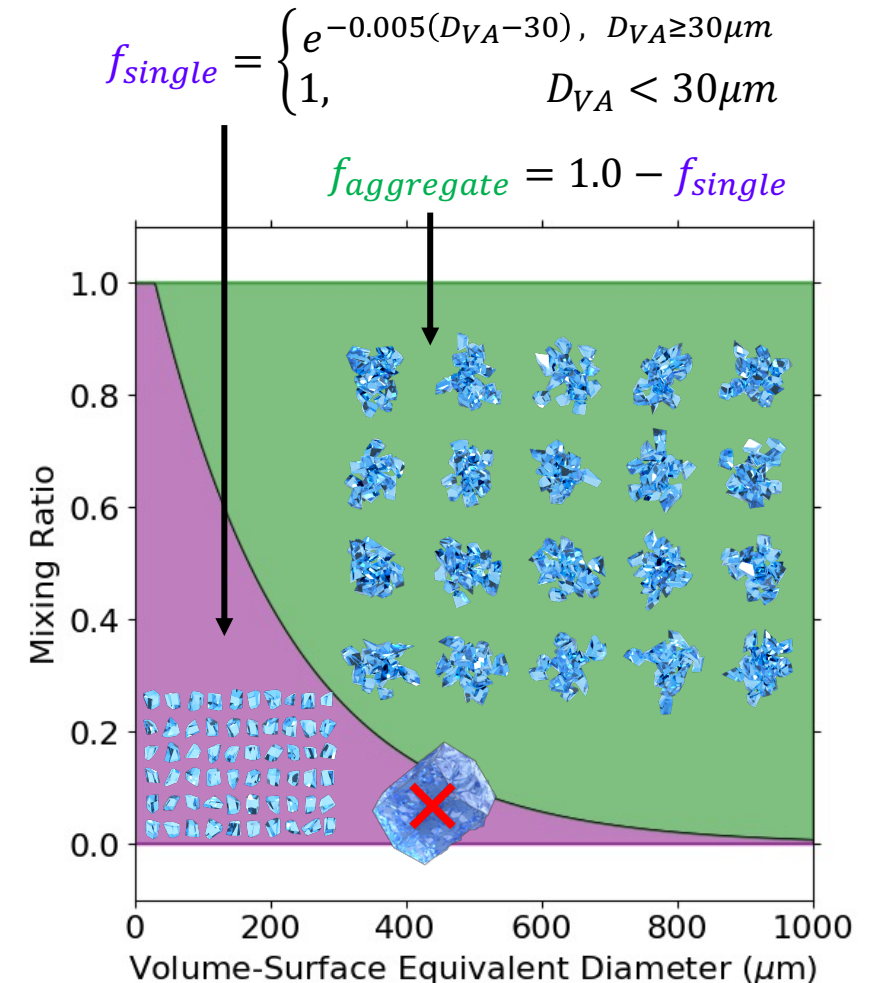 f_single = { e^{-0.005(D_VA−30)}, D_VA≥30μm
1, D_VA < 30μm
f_aggregate = 1.0 − f_single
1.0
0.8
0.6
0.4
0.2
0.0
Mixing Ratio
0 200 400 600 800 1000
Volume-Surface Equivalent Diameter (μm)